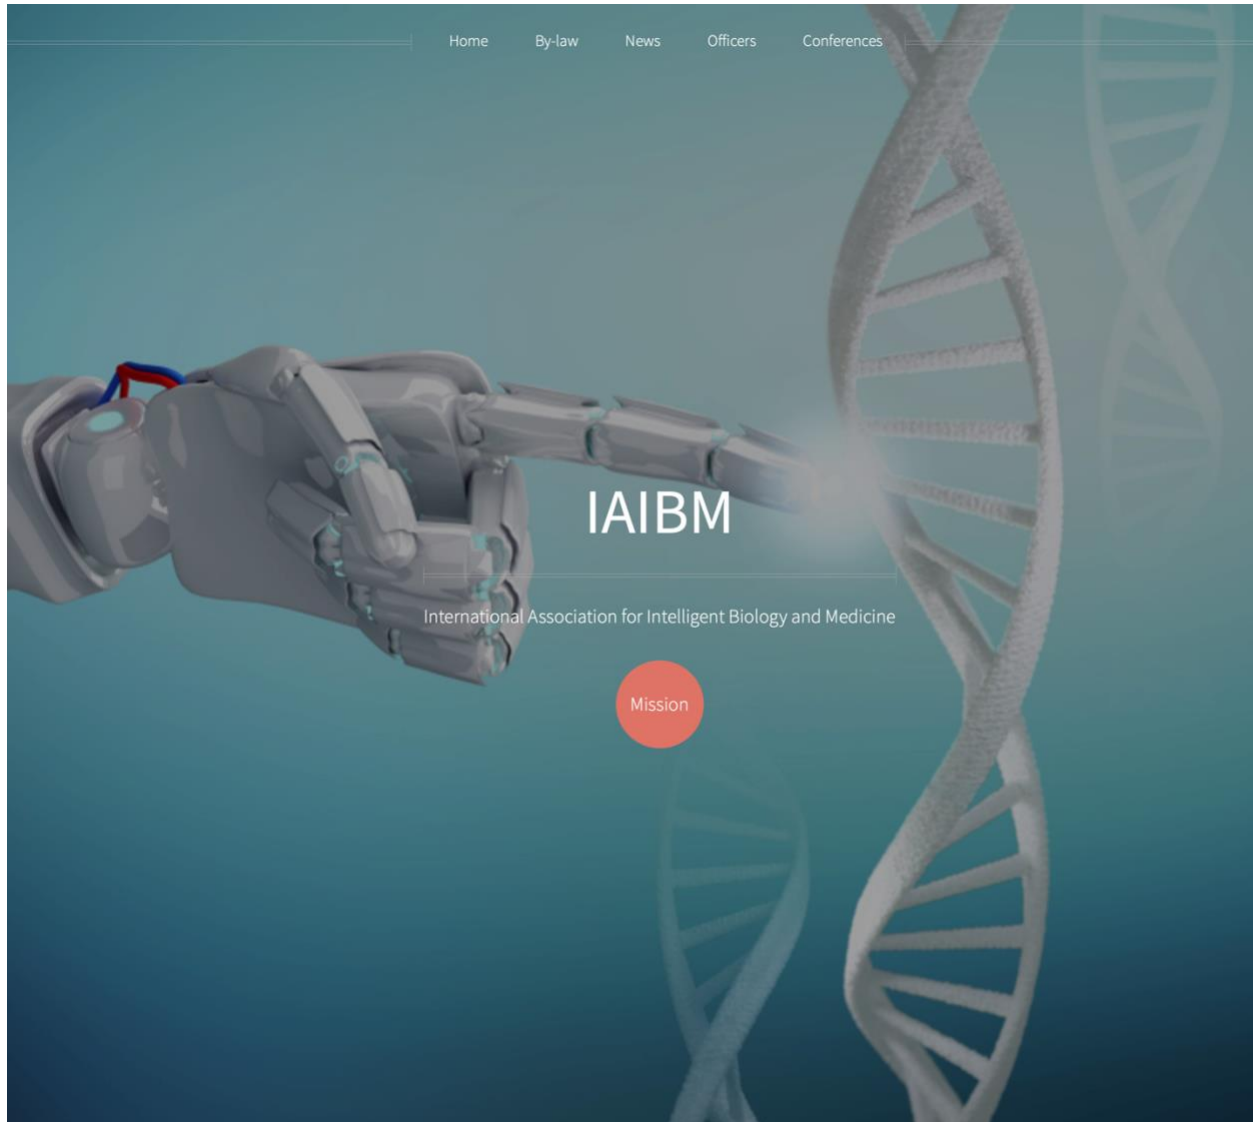 Home By-law News Officers Conferences
IAIBM
International Association for Intelligent Biology and Medicine
Mission